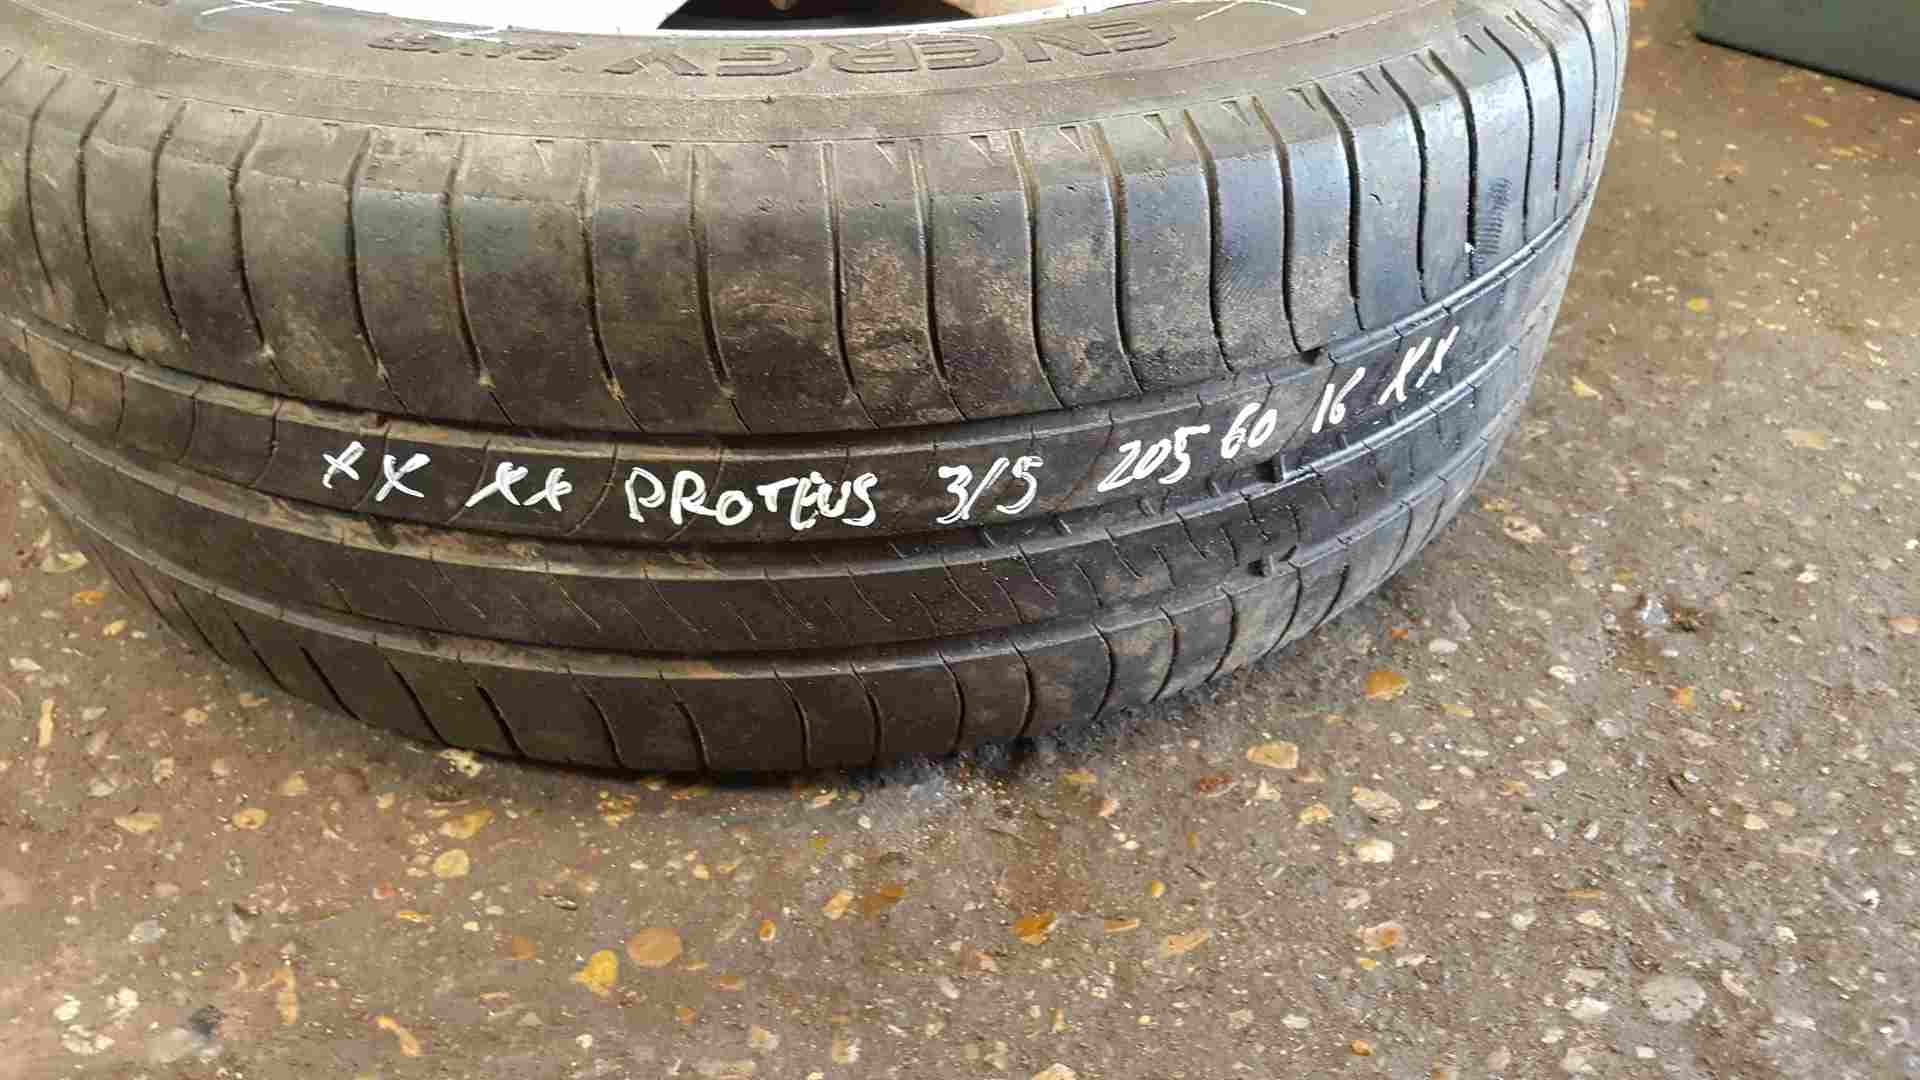 ENERGY
XX XX PROTEUS 3/5 205 60 16 XX